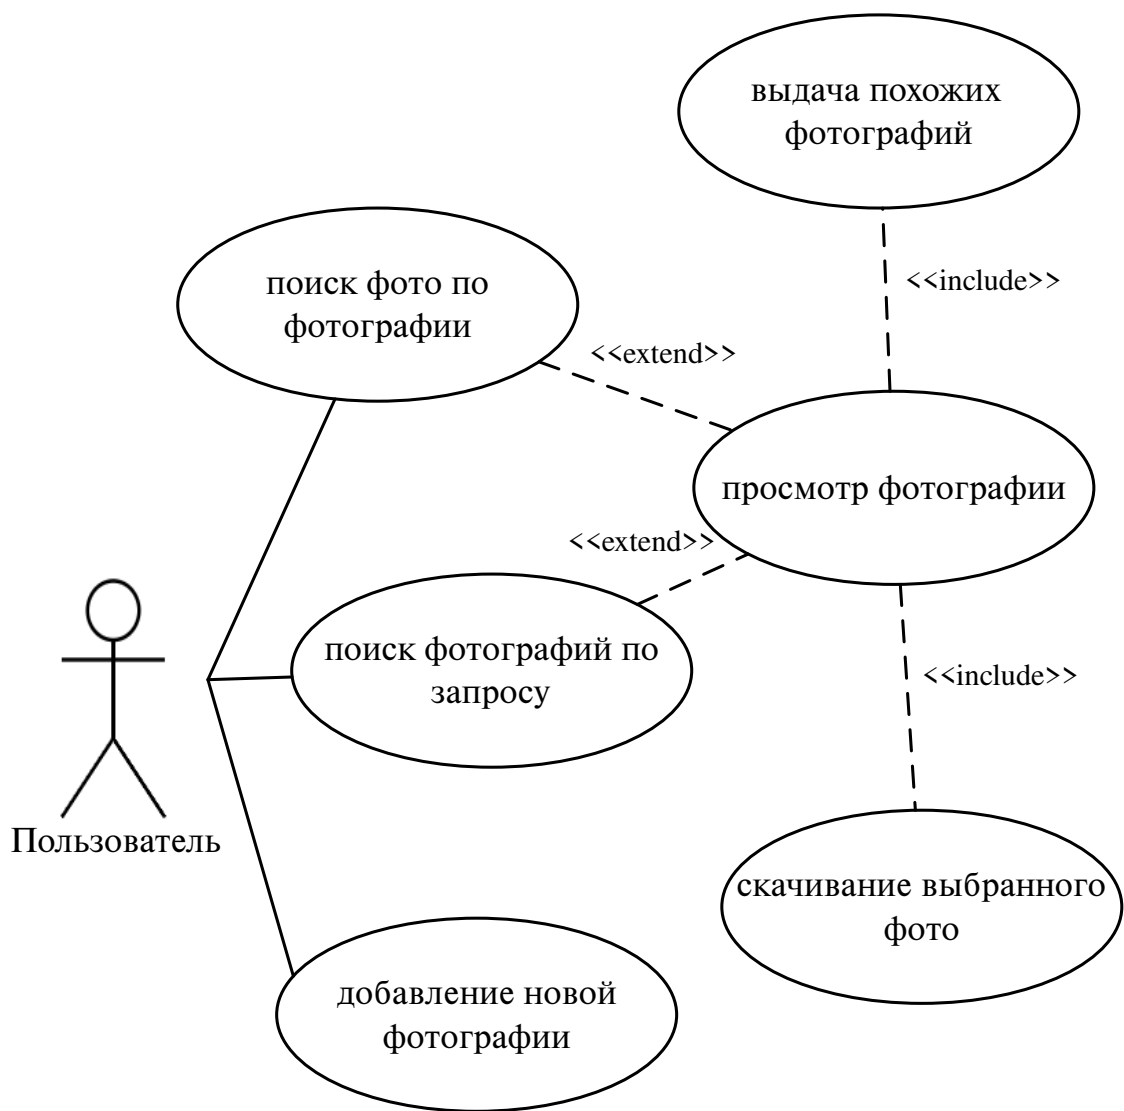 выдача похожих
фотографий
<<include>>
поиск фото по
фотографии
<<extend>>
просмотр фотографии
<<extend>>
поиск фотографий по
запросу
<<include>>
Пользователь
скачивание выбранного
фото
добавление новой
фотографии